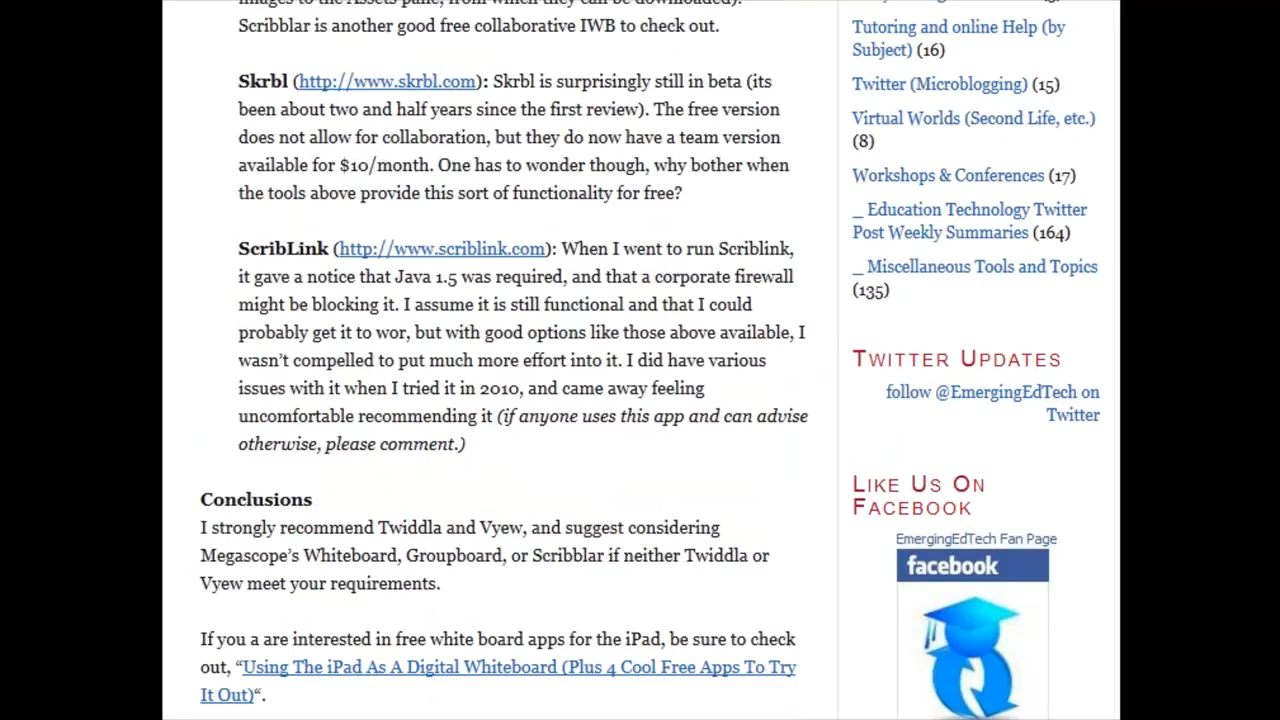 Scribblar is another good free collaborative IWB to check out.
Skrbl (http://www.skrbl.com): Skrbl is surprisingly still in beta (its
been about two and half years since the first review). The free version
does not allow for collaboration, but they do now have a team version
available for $10/month. One has to wonder though, why bother when
the tools above provide this sort of functionality for free?
ScribLink (http://www.scriblink.com): When I went to run Scriblink,
it gave a notice that Java 1.5 was required, and that a corporate firewall
might be blocking it. I assume it is still functional and that I could
probably get it to wor, but with good options like those above available, I
wasn't compelled to put much more effort into it. I did have various
issues with it when I tried it in 2010, and came away feeling
uncomfortable recommending it (if anyone uses this app and can advise
otherwise, please comment.)
Conclusions
I strongly recommend Twiddla and Vyew, and suggest considering
Megascope's Whiteboard, Groupboard, or Scribblar if neither Twiddla or
Vyew meet your requirements.
If you a are interested in free white board apps for the iPad, be sure to check
out, “Using The iPad As A Digital Whiteboard (Plus 4 Cool Free Apps To Try
It Out)“.
Tutoring and online Help (by
Subject) (16)
Twitter (Microblogging) (15)
Virtual Worlds (Second Life, etc.)
(8)
Workshops & Conferences (17)
_ Education Technology Twitter
Post Weekly Summaries (164)
_ Miscellaneous Tools and Topics
(135)
Twitter Updates
follow @EmergingEdTech on
Twitter
Like Us On
Facebook
EmergingEdTech Fan Page
facebook